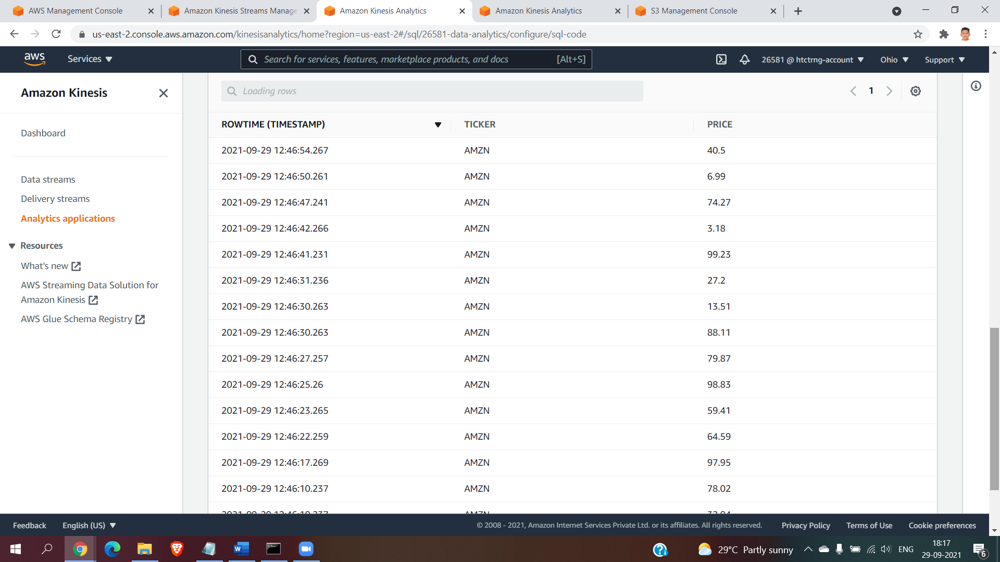 AWS Management Console
Amazon Kinesis Streams Manage
Amazon Kinesis Analytics
Amazon Kinesis Analytics
S3 Management Console
us-east-2.console.aws.amazon.com/kinesisanalytics/home?region=us-east-2#/sql/26581-data-analytics/configure/sql-code
aws
Services
Search for services, features, marketplace products, and docs
[Alt+S]
26581 @ htctrng-account
Ohio
Support
Amazon Kinesis
Dashboard
Data streams
Delivery streams
Analytics applications
Resources
What's new
AWS Streaming Data Solution for
Amazon Kinesis
AWS Glue Schema Registry
Loading rows
1
ROWTIME (TIMESTAMP) TICKER PRICE
2021-09-29 12:46:54.267 AMZN 40.5
2021-09-29 12:46:50.261 AMZN 6.99
2021-09-29 12:46:47.241 AMZN 74.27
2021-09-29 12:46:42.266 AMZN 3.18
2021-09-29 12:46:41.231 AMZN 99.23
2021-09-29 12:46:31.236 AMZN 27.2
2021-09-29 12:46:30.263 AMZN 13.51
2021-09-29 12:46:30.263 AMZN 88.11
2021-09-29 12:46:27.257 AMZN 79.87
2021-09-29 12:46:25.26 AMZN 98.83
2021-09-29 12:46:23.265 AMZN 59.41
2021-09-29 12:46:22.259 AMZN 64.59
2021-09-29 12:46:17.269 AMZN 97.95
2021-09-29 12:46:10.237 AMZN 78.02
2021-09-29 12:46:10.237 AMZN
Feedback
English (US)
© 2008 - 2021, Amazon Internet Services Private Ltd. or its affiliates. All rights reserved.
Privacy Policy
Terms of Use
Cookie preferences
29°C Partly sunny
ENG
18:17
29-09-2021
6